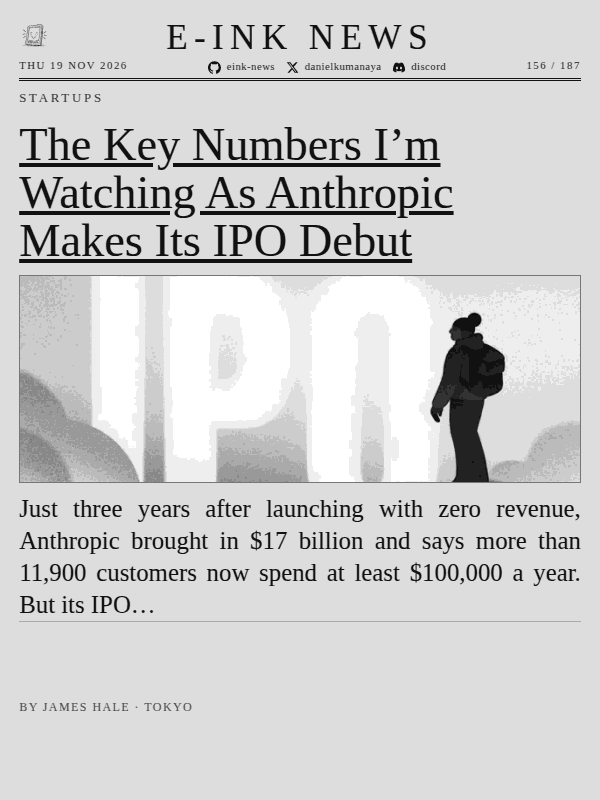 E-INK NEWS
THU 19 NOV 2026
eink-news danielkumanaya discord
156 / 187
STARTUPS
The Key Numbers I’m
Watching As Anthropic
Makes Its IPO Debut
IPO
Just three years after launching with zero revenue,
Anthropic brought in $17 billion and says more than
11,900 customers now spend at least $100,000 a year.
But its IPO…
BY JAMES HALE · TOKYO